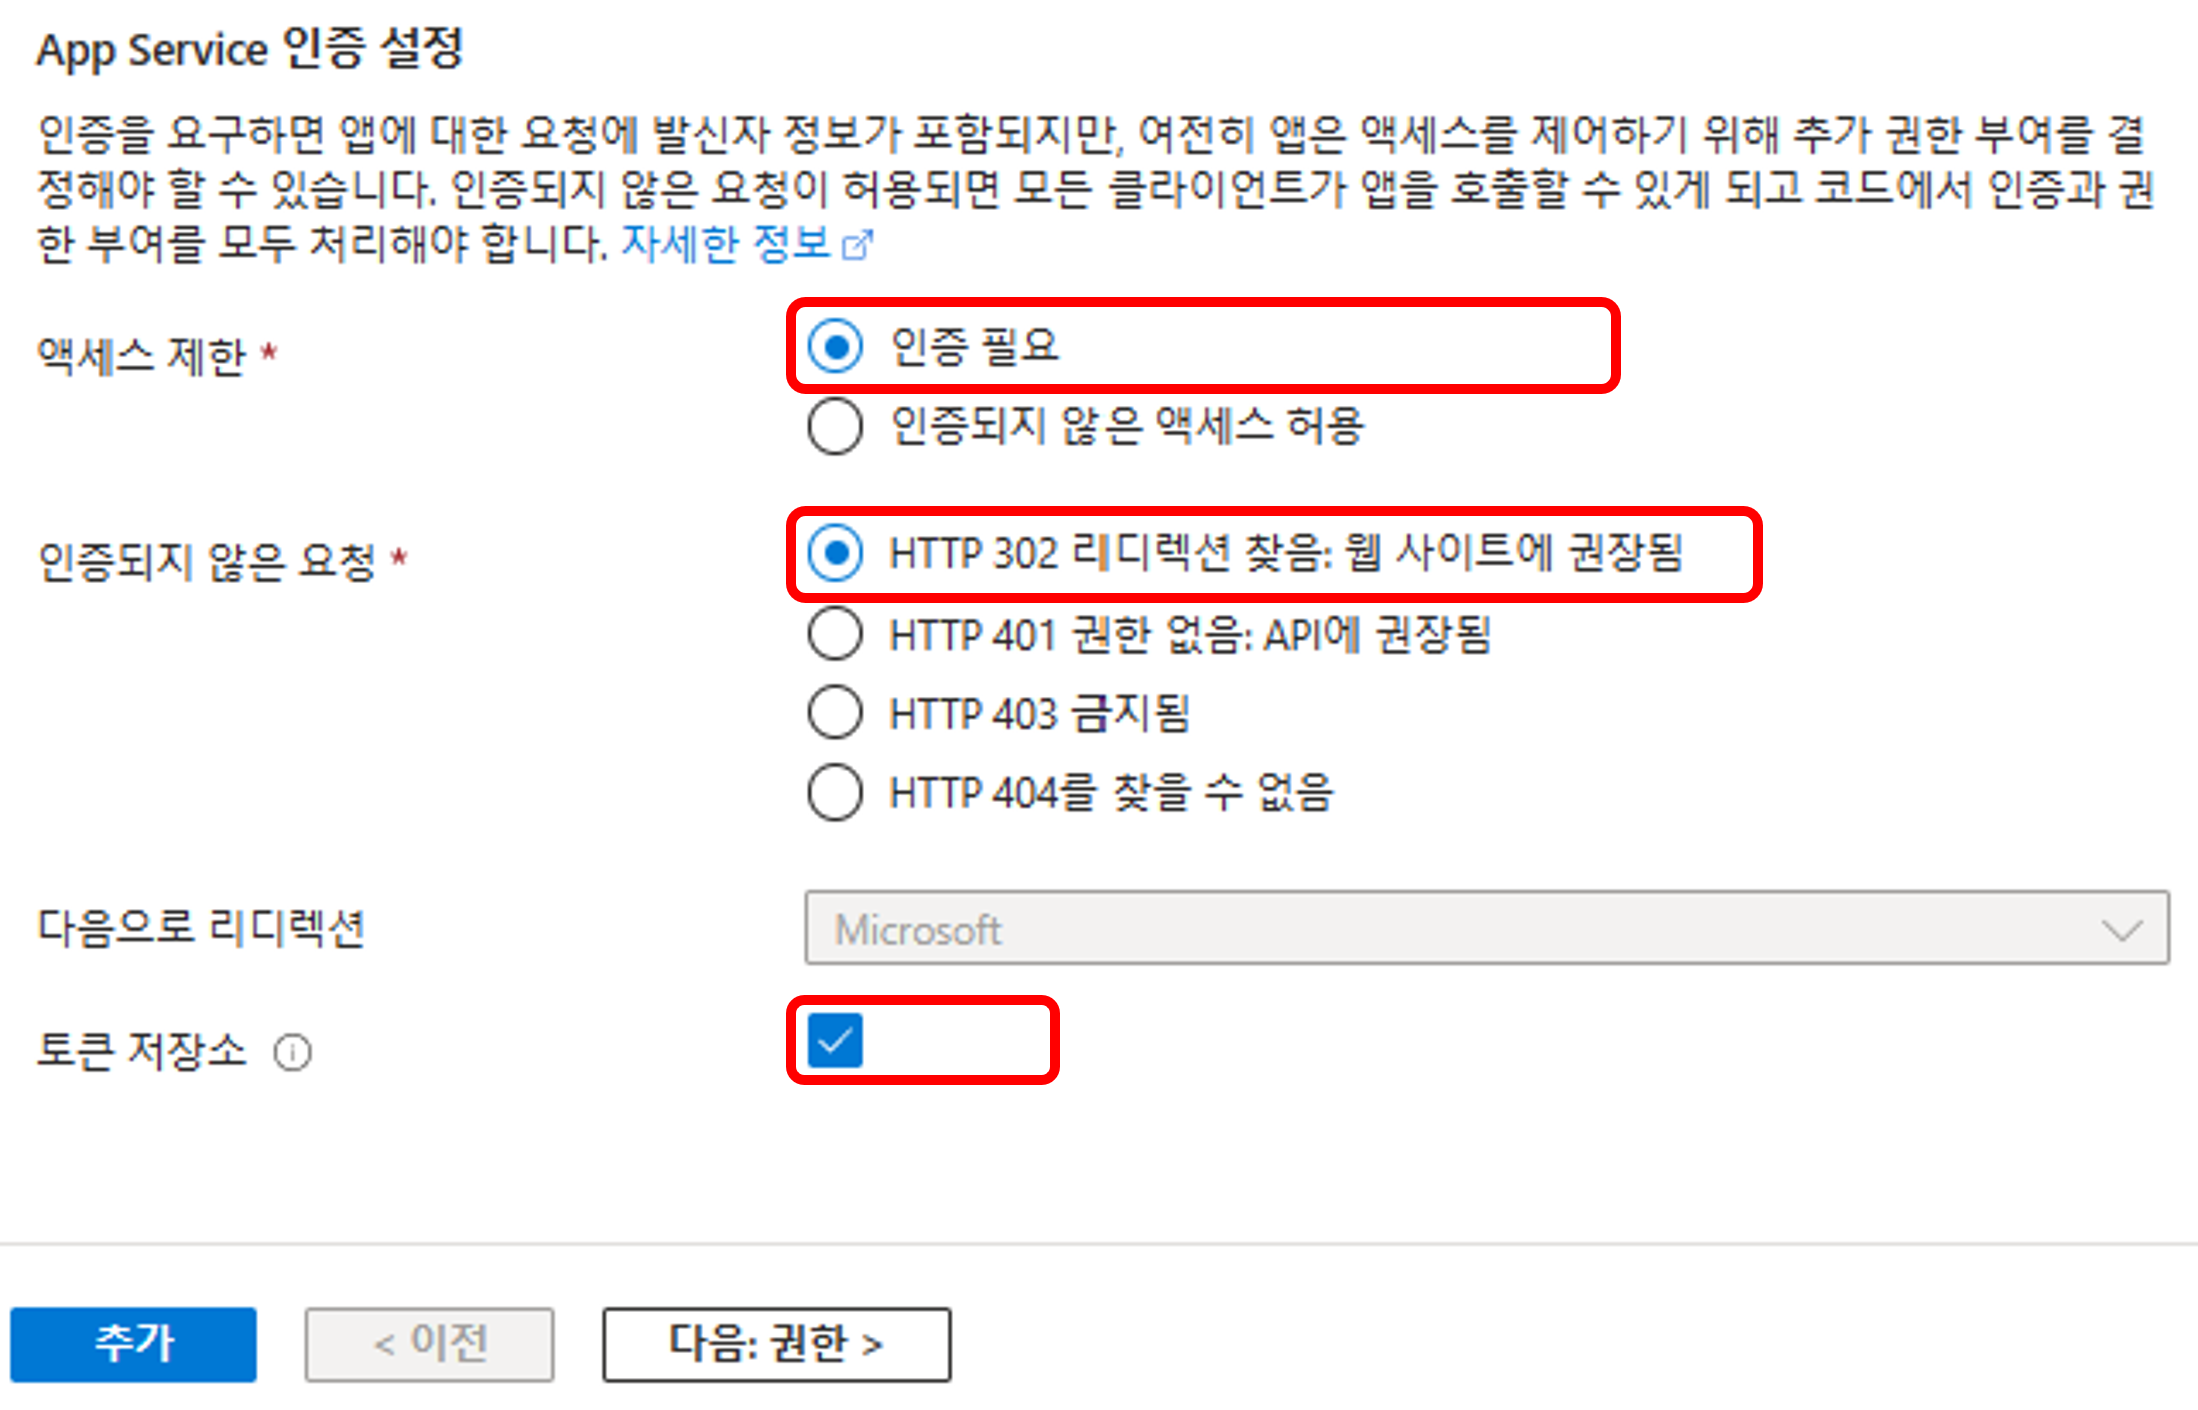 App Service 인증 설정
인증을 요구하면 앱에 대한 요청에 발신자 정보가 포함되지만, 여전히 앱은 액세스를 제어하기 위해 추가 권한 부여를 결
정해야 할 수 있습니다. 인증되지 않은 요청이 허용되면 모든 클라이언트가 앱을 호출할 수 있게 되고 코드에서 인증과 권
한 부여를 모두 처리해야 합니다. 자세한 정보
액세스 제한 *
인증 필요
인증되지 않은 액세스 허용
인증되지 않은 요청 *
HTTP 302 리디렉션 찾음: 웹 사이트에 권장됨
HTTP 401 권한 없음: API에 권장됨
HTTP 403 금지됨
HTTP 404를 찾을 수 없음
다음으로 리디렉션
Microsoft
토큰 저장소
추가
< 이전
다음: 권한 >